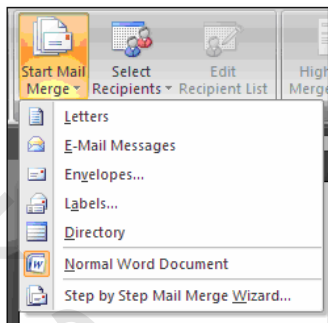 Start Mail Select Edit High
Merge Recipients Recipient List Merge
Letters
E-Mail Messages
Envelopes...
Labels...
Directory
Normal Word Document
Step by Step Mail Merge Wizard...